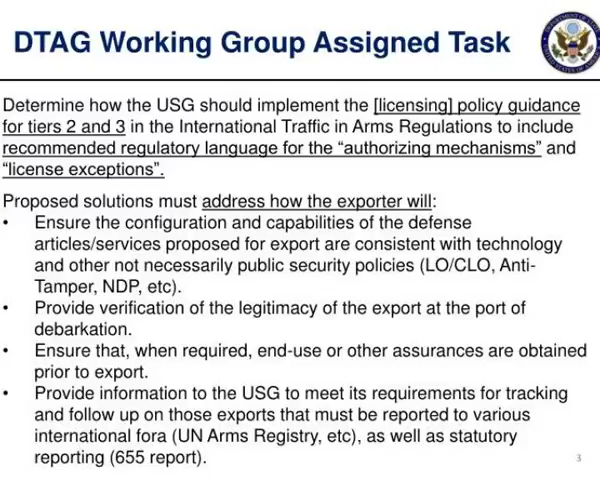 DTAG Working Group Assigned Task
Determine how the USG should implement the [licensing] policy guidance
for tiers 2 and 3 in the International Traffic in Arms Regulations to include
recommended regulatory language for the “authorizing mechanisms” and
“license exceptions”.
Proposed solutions must address how the exporter will:
• Ensure the configuration and capabilities of the defense
articles/services proposed for export are consistent with technology
and other not necessarily public security policies (LO/CLO, Anti-
Tamper, NDP, etc).
• Provide verification of the legitimacy of the export at the port of
debarkation.
• Ensure that, when required, end-use or other assurances are obtained
prior to export.
• Provide information to the USG to meet its requirements for tracking
and follow up on those exports that must be reported to various
international fora (UN Arms Registry, etc), as well as statutory
reporting (655 report).
3